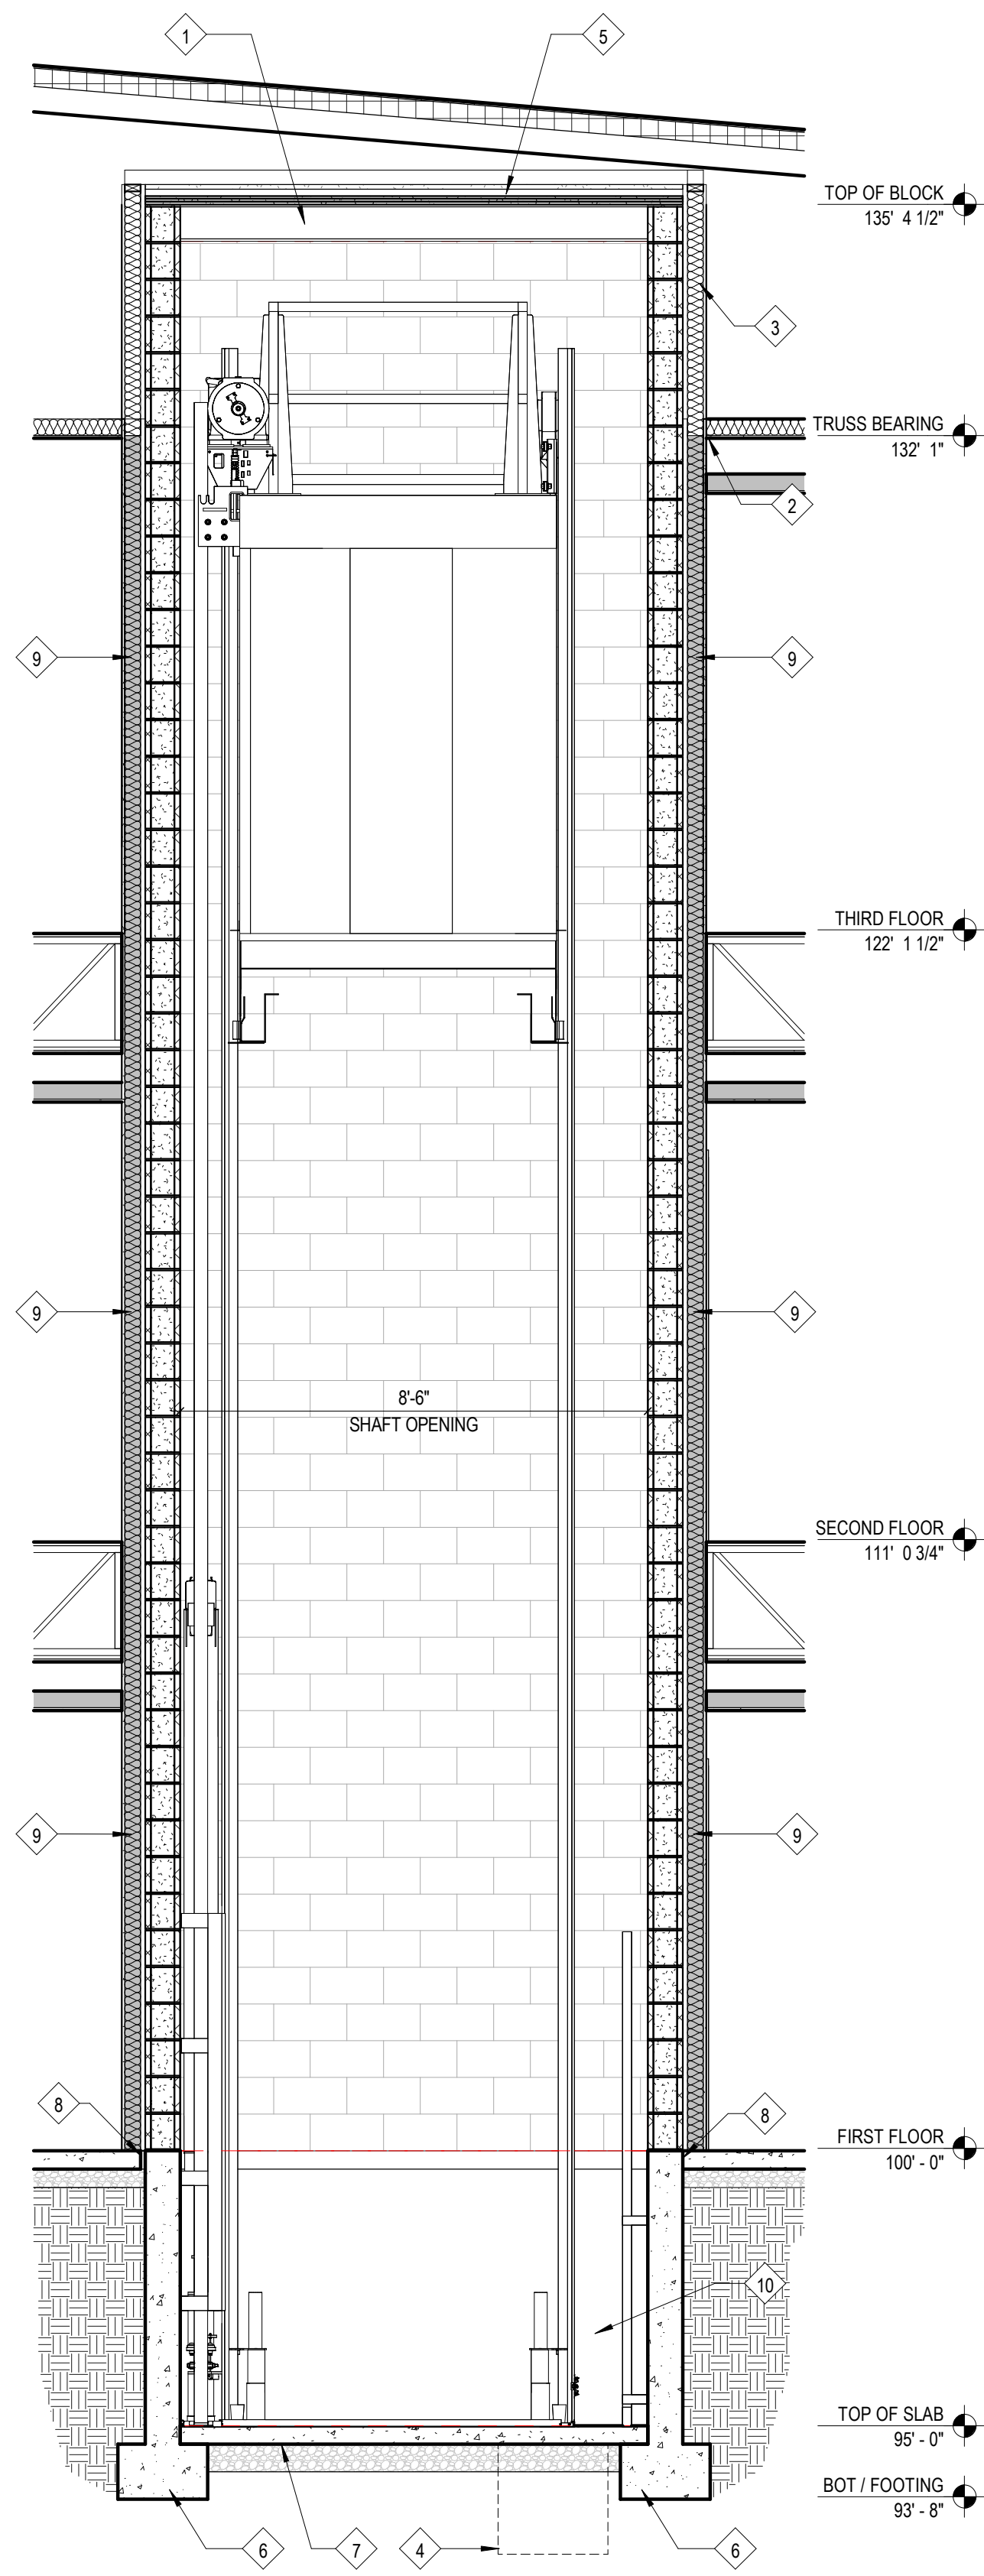 1
5
TOP OF BLOCK
135' 4 1/2"
3
TRUSS BEARING
132' 1"
2
9
9
THIRD FLOOR
122' 1 1/2"
9
9
8'-6"
SHAFT OPENING
SECOND FLOOR
111' 0 3/4"
9
9
8
8
FIRST FLOOR
100' - 0"
10
TOP OF SLAB
95' - 0"
BOT / FOOTING
93' - 8"
6
7
4
6